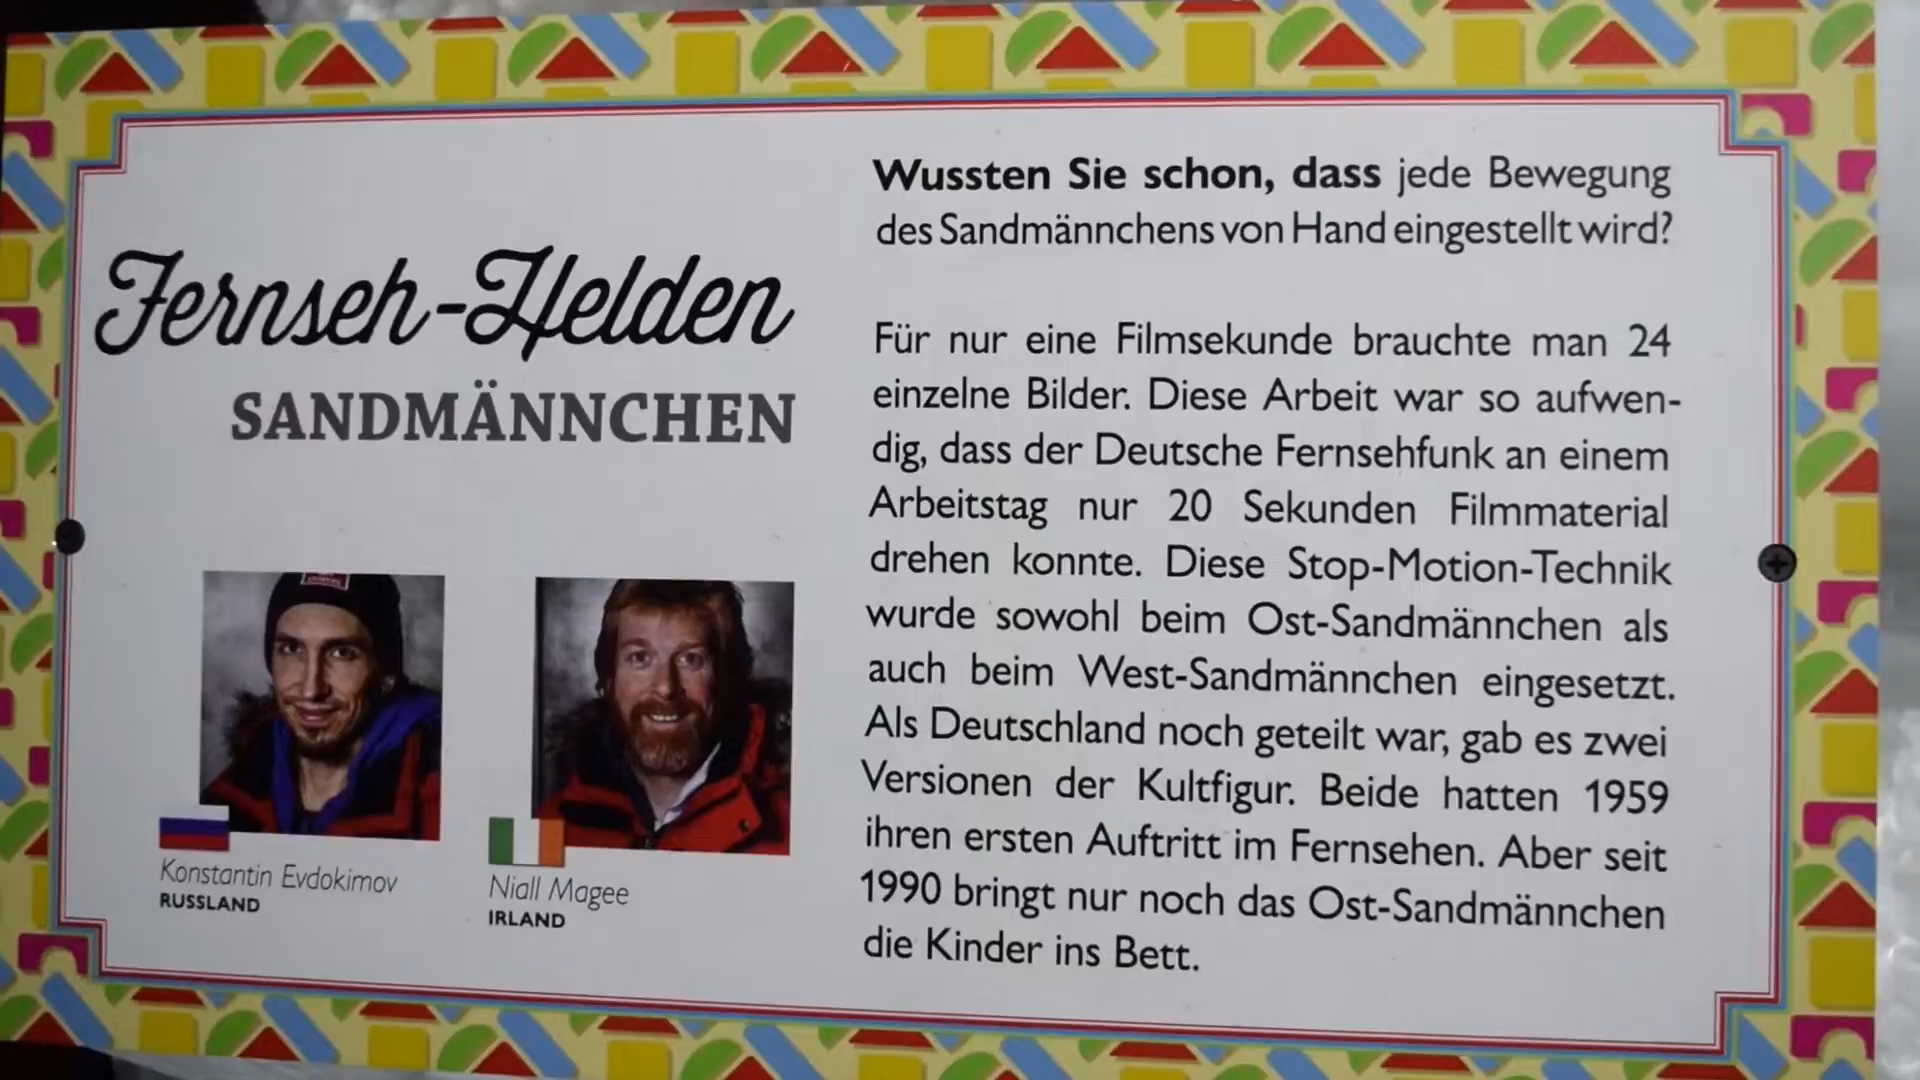 Fernseh-Helden
SANDMÄNNCHEN
Konstantin Evdokimov
RUSSLAND
Niall Magee
IRLAND
Wussten Sie schon, dass jede Bewegung
des Sandmännchens von Hand eingestellt wird?
Für nur eine Filmsekunde brauchte man 24
einzelne Bilder. Diese Arbeit war so aufwen-
dig, dass der Deutsche Fernsehfunk an einem
Arbeitstag nur 20 Sekunden Filmmaterial
drehen konnte. Diese Stop-Motion-Technik
wurde sowohl beim Ost-Sandmännchen als
auch beim West-Sandmännchen eingesetzt.
Als Deutschland noch geteilt war, gab es zwei
Versionen der Kultfigur. Beide hatten 1959
ihren ersten Auftritt im Fernsehen. Aber seit
1990 bringt nur noch das Ost-Sandmännchen
die Kinder ins Bett.